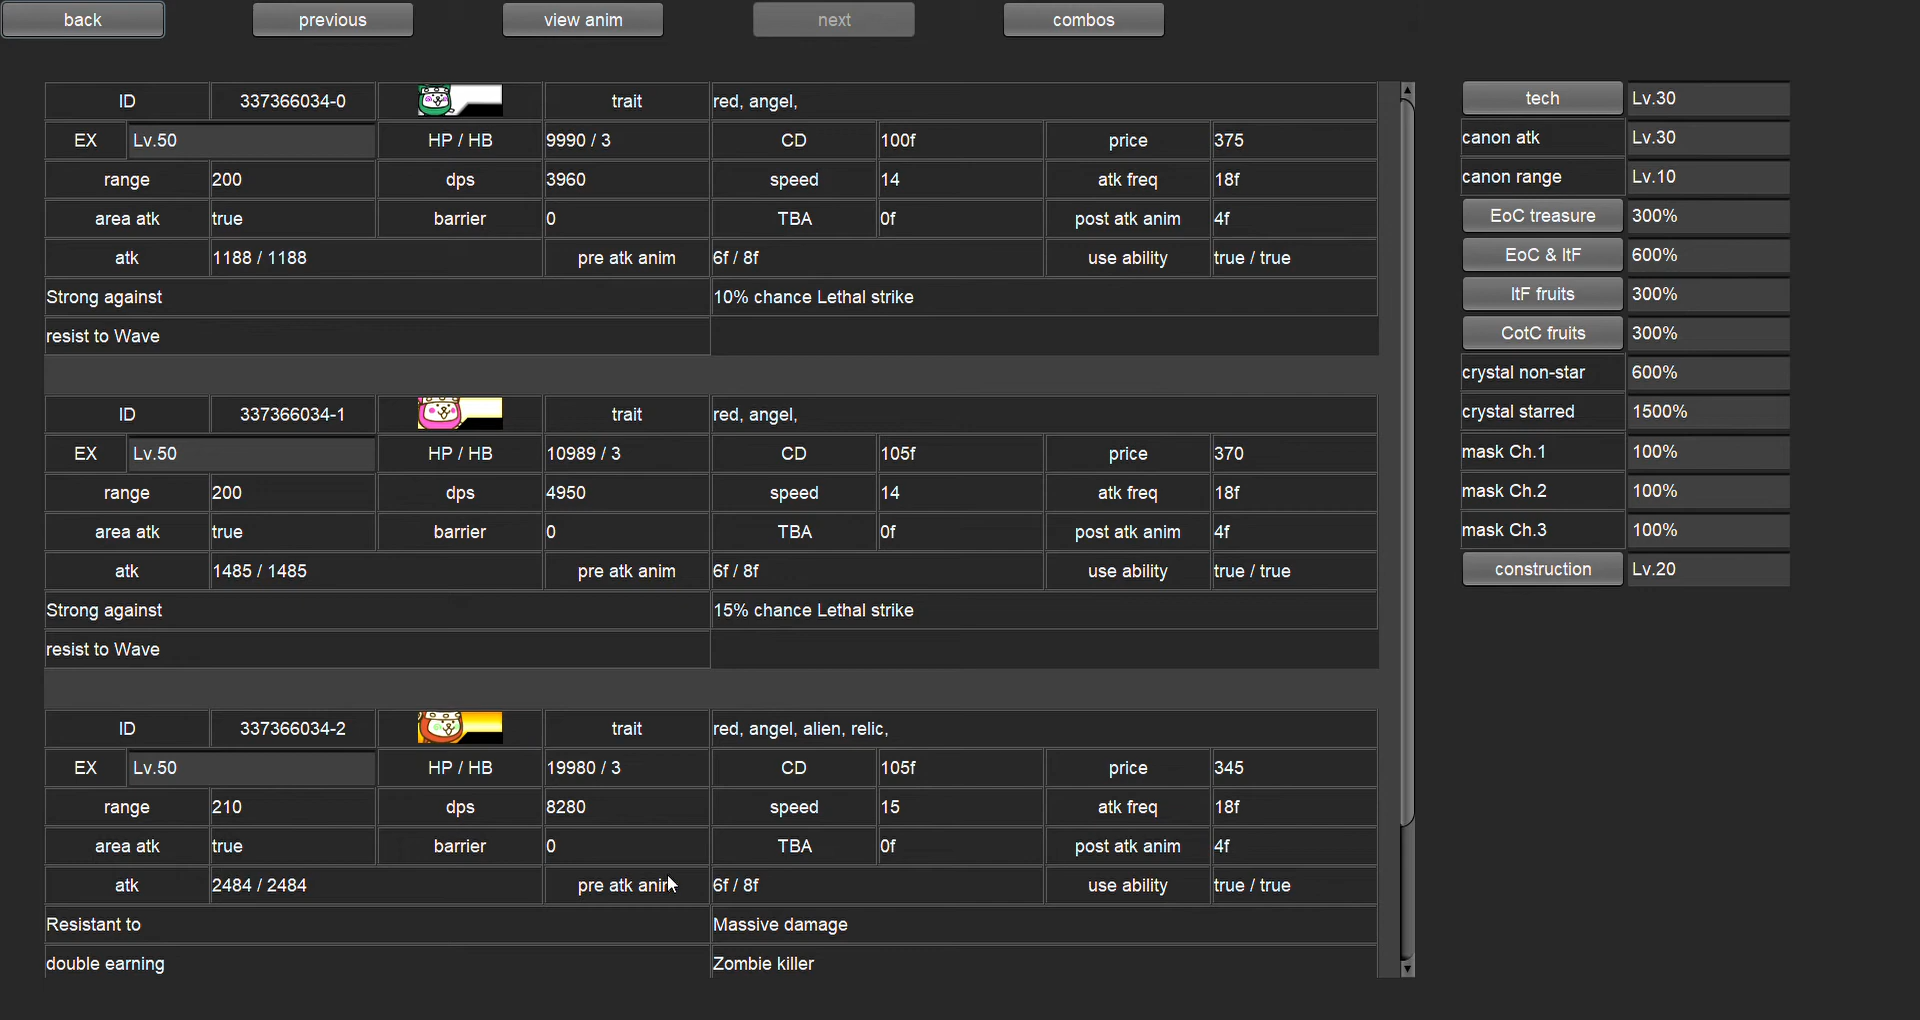 back previous view anim next combos
ID 337366034-0 trait red, angel,
EX Lv.50 HP / HB 9990 / 3 CD 100f price 375
range 200 dps 3960 speed 14 atk freq 18f
area atk true barrier 0 TBA 0f post atk anim 4f
atk 1188 / 1188 pre atk anim 6f / 8f use ability true / true
Strong against 10% chance Lethal strike
resist to Wave
ID 337366034-1 trait red, angel,
EX Lv.50 HP / HB 10989 / 3 CD 105f price 370
range 200 dps 4950 speed 14 atk freq 18f
area atk true barrier 0 TBA 0f post atk anim 4f
atk 1485 / 1485 pre atk anim 6f / 8f use ability true / true
Strong against 15% chance Lethal strike
resist to Wave
ID 337366034-2 trait red, angel, alien, relic,
EX Lv.50 HP / HB 19980 / 3 CD 105f price 345
range 210 dps 8280 speed 15 atk freq 18f
area atk true barrier 0 TBA 0f post atk anim 4f
atk 2484 / 2484 pre atk anim 6f / 8f use ability true / true
Resistant to Massive damage
double earning Zombie killer
tech Lv.30
canon atk Lv.30
canon range Lv.10
EoC treasure 300%
EoC & ItF 600%
ItF fruits 300%
CotC fruits 300%
crystal non-star 600%
crystal starred 1500%
mask Ch.1 100%
mask Ch.2 100%
mask Ch.3 100%
construction Lv.20